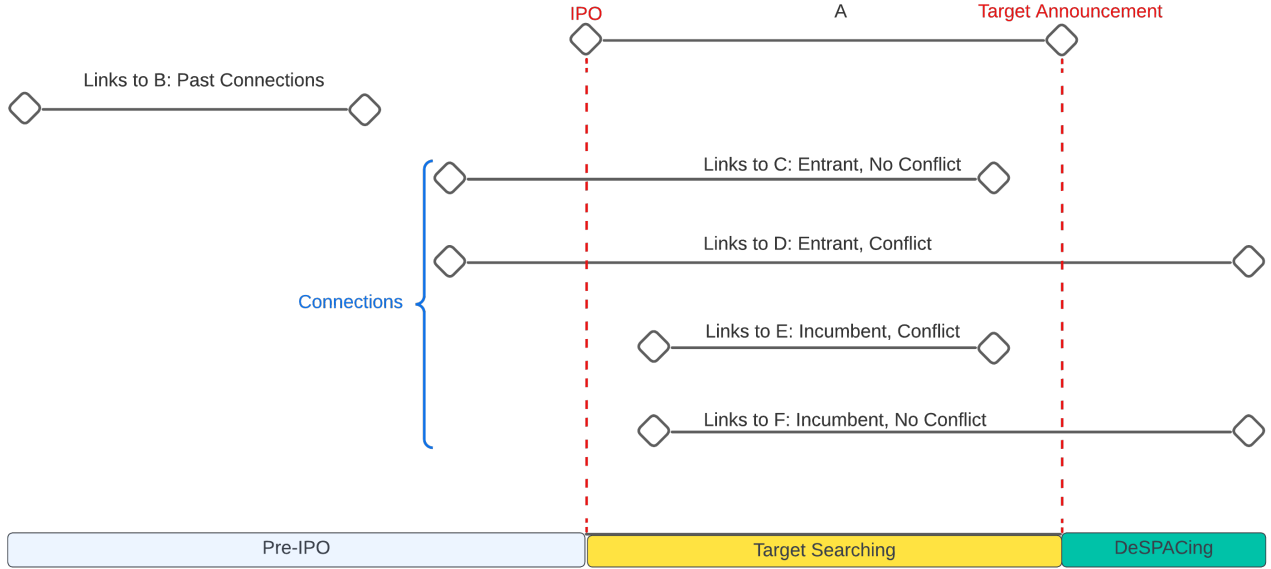 IPO
A
Target Announcement
Links to B: Past Connections
Links to C: Entrant, No Conflict
Links to D: Entrant, Conflict
Connections
Links to E: Incumbent, Conflict
Links to F: Incumbent, No Conflict
Pre-IPO
Target Searching
DeSPACing